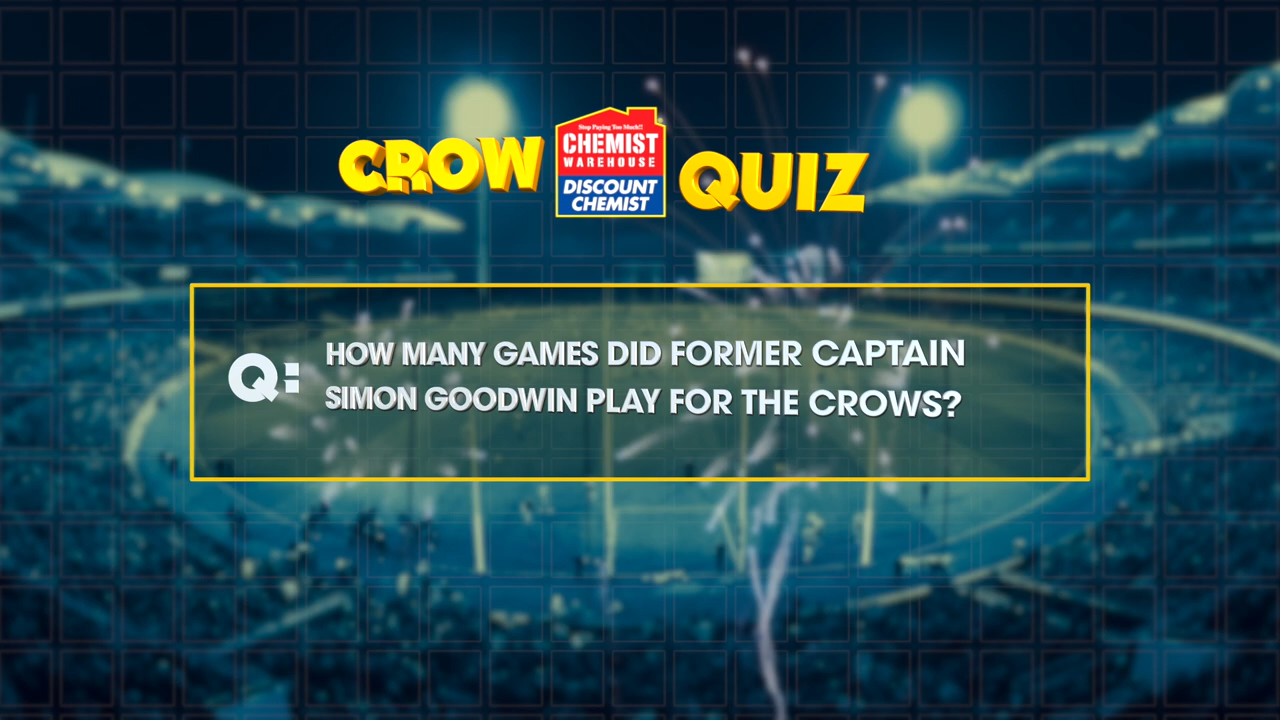 CROW
Stop Paying Too Much!!
CHEMIST
WAREHOUSE
DISCOUNT
CHEMIST
QUIZ
Q: HOW MANY GAMES DID FORMER CAPTAIN
SIMON GOODWIN PLAY FOR THE CROWS?